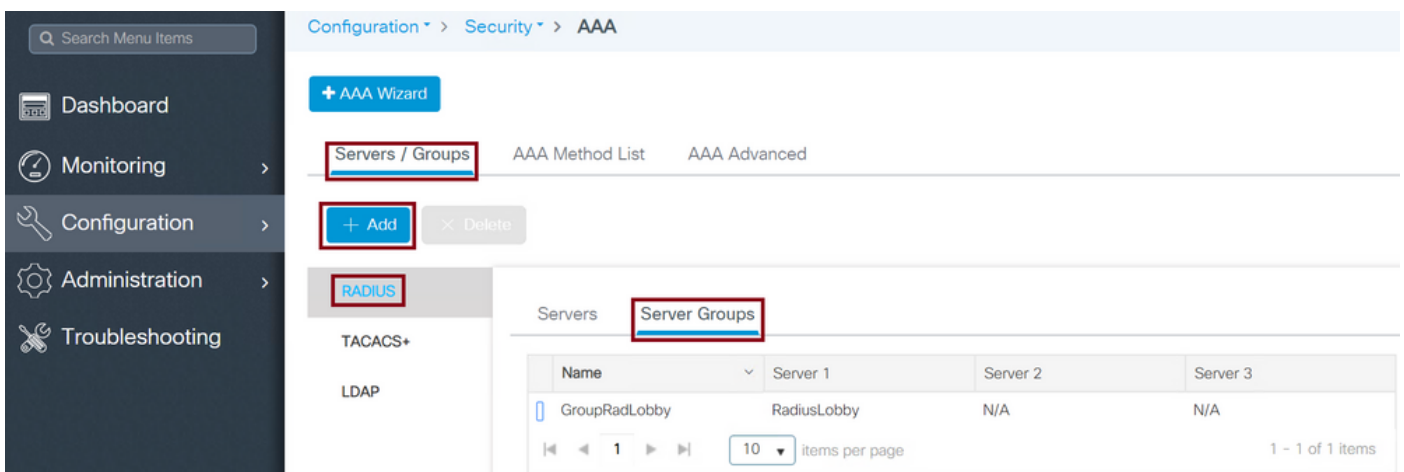 Search Menu Items
Dashboard
Monitoring
Configuration
Administration
Troubleshooting
Configuration > Security > AAA
+ AAA Wizard
Servers / Groups AAA Method List AAA Advanced
+ Add × Delete
RADIUS
TACACS+
LDAP
Servers Server Groups
Name Server 1 Server 2 Server 3
GroupRadLobby RadiusLobby N/A N/A
1 10 items per page 1 - 1 of 1 items